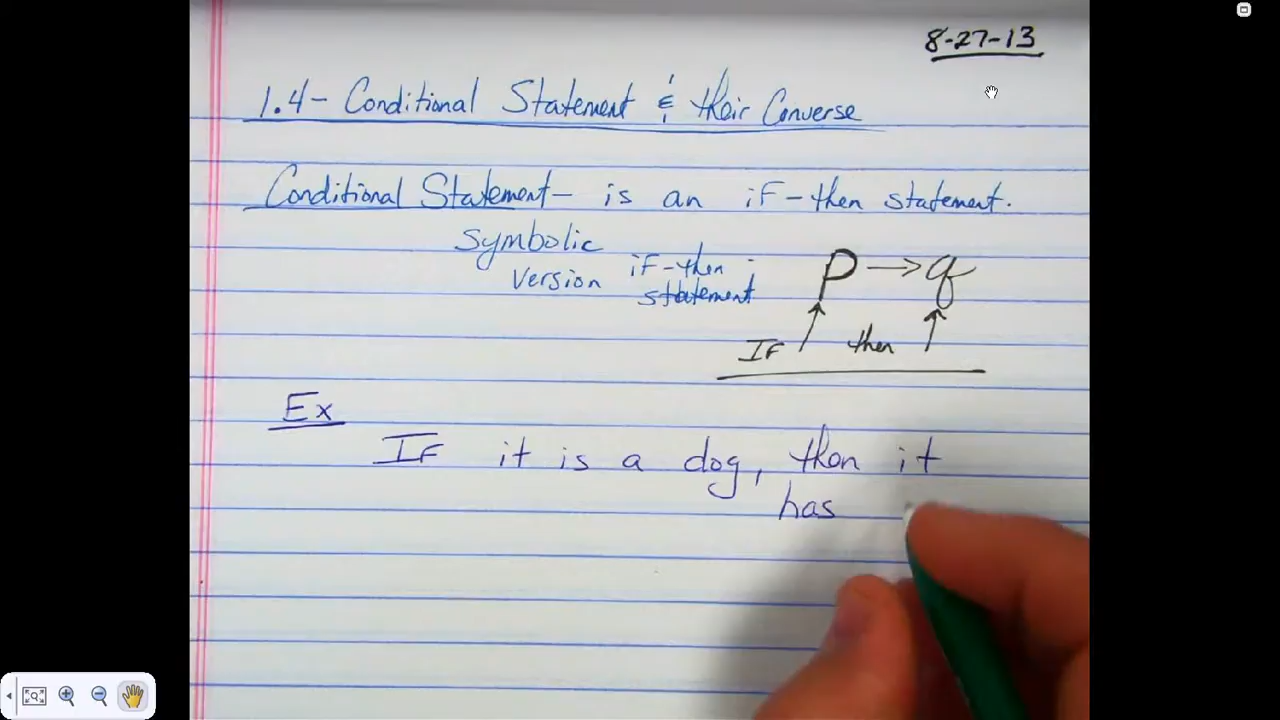 8-27-13
1.4- Conditional Statement & their Converse
Conditional Statement- is an if-then statement.
Symbolic
Version if-then : P → q
statement
If then
Ex
If it is a dog, then it
has